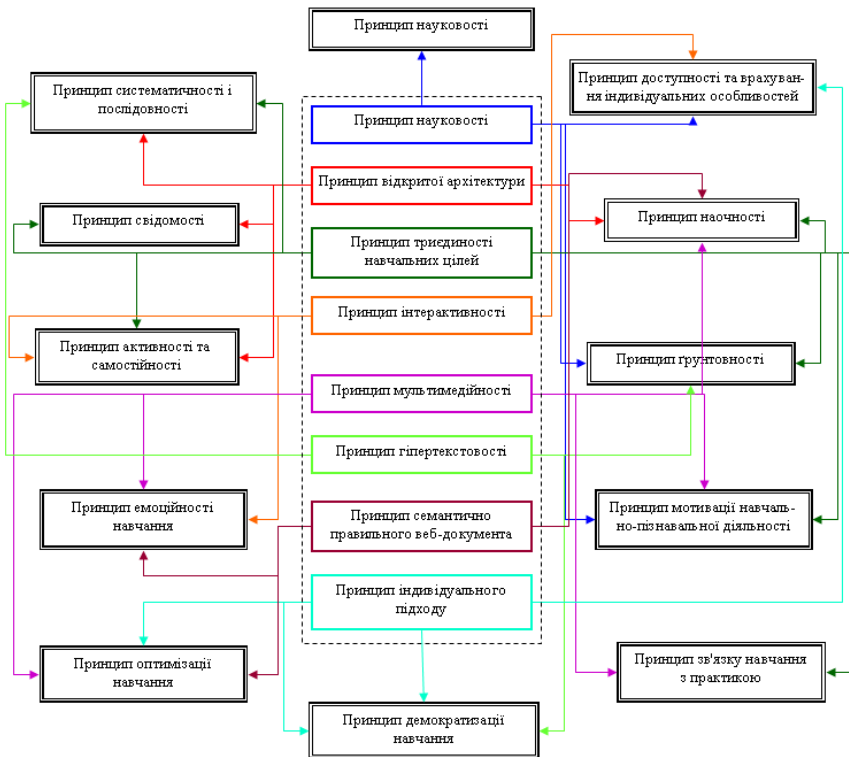 Принцип науковості
Принцип систематичності і
послідовності
Принцип доступності та врахуван-
ня індивідуальних особливостей
Принцип науковості
Принцип відкритої архітектури
Принцип свідомості
Принцип наочності
Принцип триєдиності
навчальних цілей
Принцип інтерактивності
Принцип активності та
самостійності
Принцип ґрунтовності
Принцип мультимедійності
Принцип гіпертекстовості
Принцип емоційності
навчання
Принцип семантично
правильного веб-документа
Принцип мотивації навчаль-
но-пізнавальної діяльності
Принцип індивідуального
підходу
Принцип оптимізації
навчання
Принцип зв'язку навчання
з практикою
Принцип демократизації
навчання